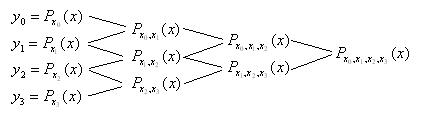 y₀ = P_{x₀}(x)
P_{x₀,x₁}(x)
y₁ = P_{x₁}(x)
P_{x₀,x₁,x₂}(x)
P_{x₁,x₂}(x)
P_{x₀,x₁,x₂,x₃}(x)
y₂ = P_{x₂}(x)
P_{x₁,x₂,x₃}(x)
P_{x₂,x₃}(x)
y₃ = P_{x₃}(x)